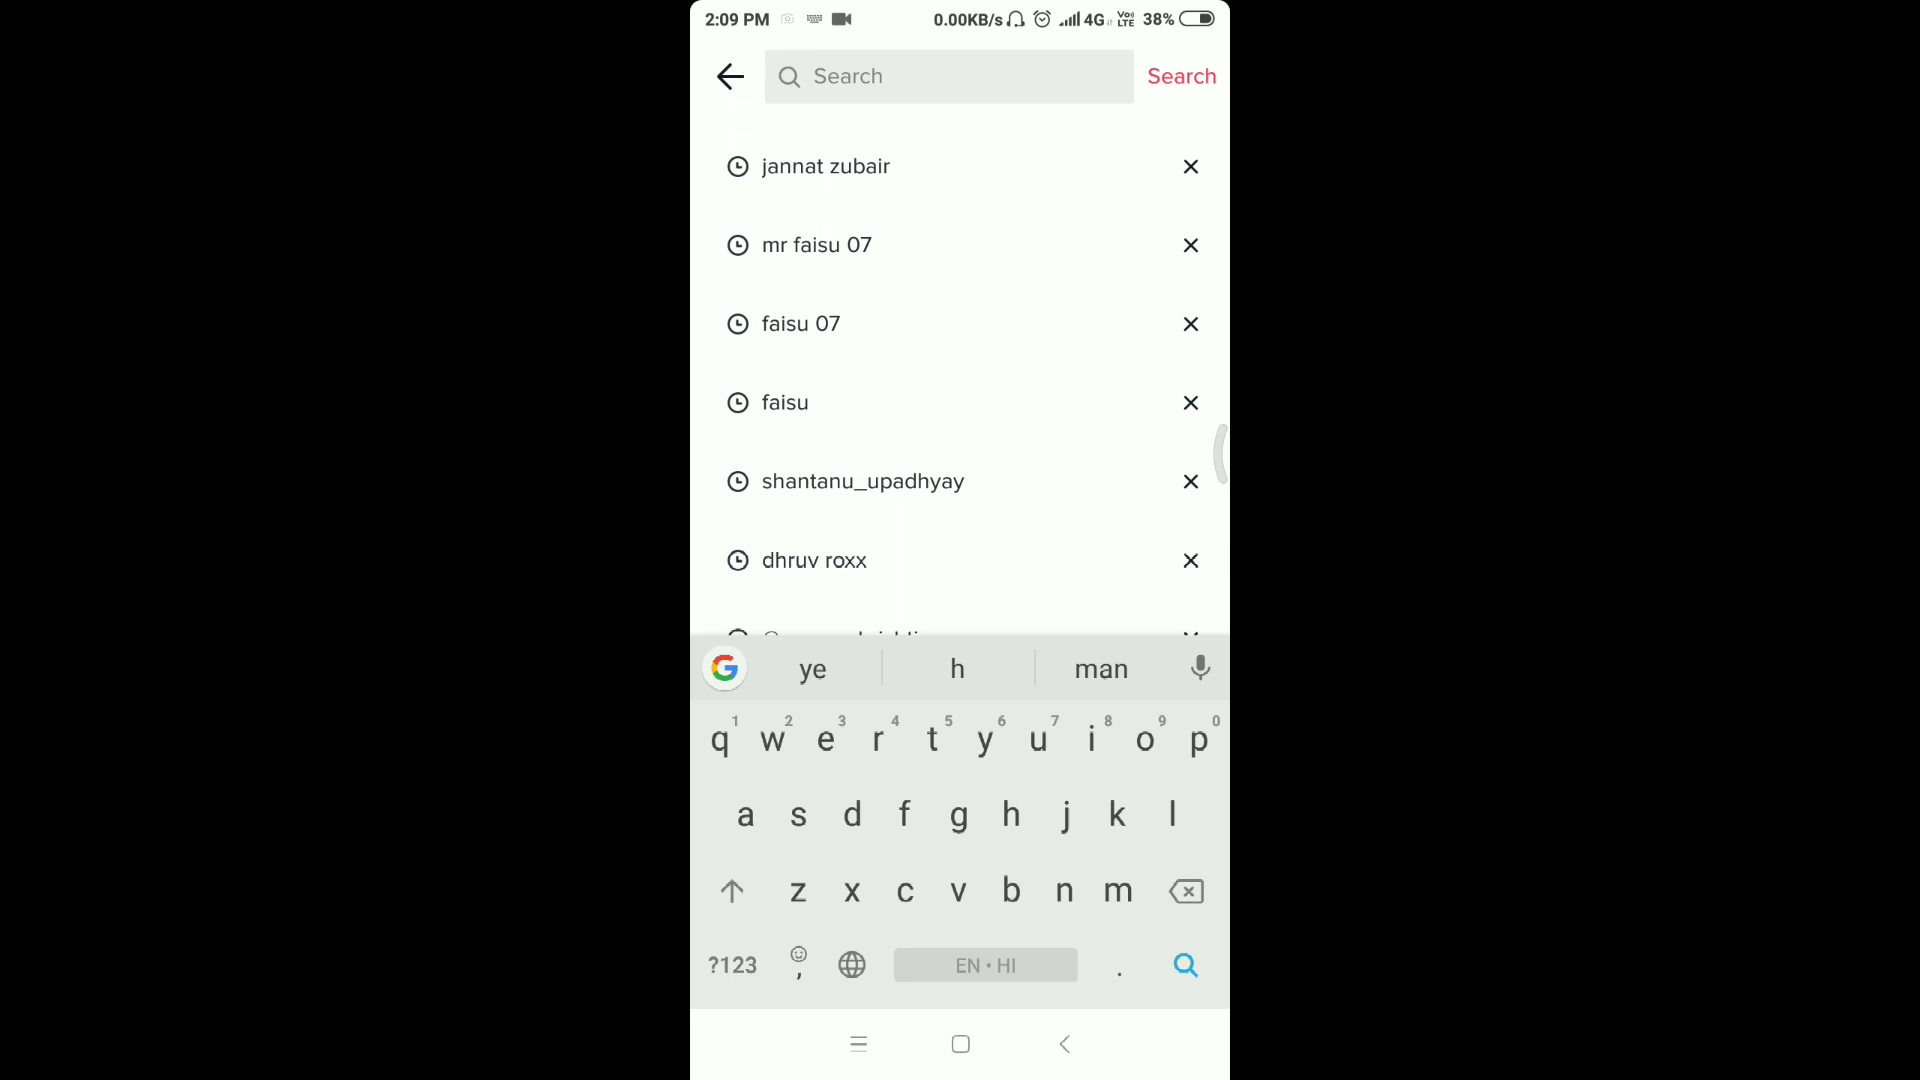 2:09 PM 0.00KB/s 4G VoLTE 38%
Search Search
jannat zubair
mr faisu 07
faisu 07
faisu
shantanu_upadhyay
dhruv roxx
ye h man
1 2 3 4 5 6 7 8 9 0
q w e r t y u i o p
a s d f g h j k l
z x c v b n m
?123 , EN • HI .